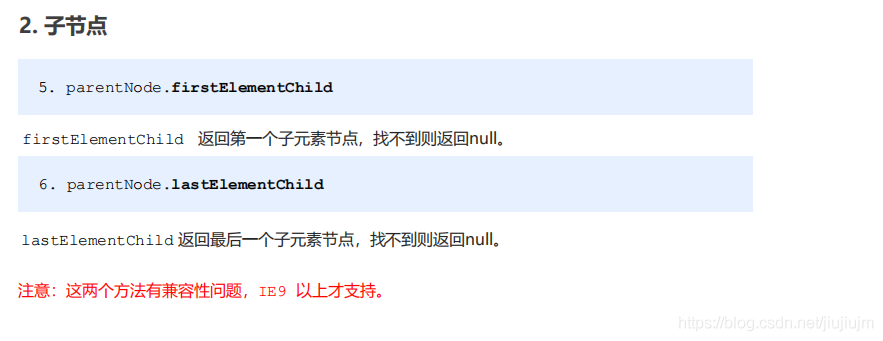 2. 子节点
5. parentNode.firstElementChild
firstElementChild 返回第一个子元素节点，找不到则返回null。
6. parentNode.lastElementChild
lastElementChild 返回最后一个子元素节点，找不到则返回null。
注意：这两个方法有兼容性问题，IE9 以上才支持。
https://blog.csdn.net/jiujiujm